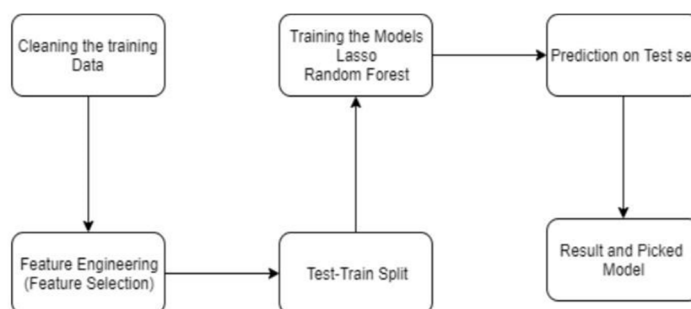 Cleaning the training
Data
Feature Engineering
(Feature Selection)
Test-Train Split
Training the Models
Lasso
Random Forest
Prediction on Test se
Result and Picked
Model